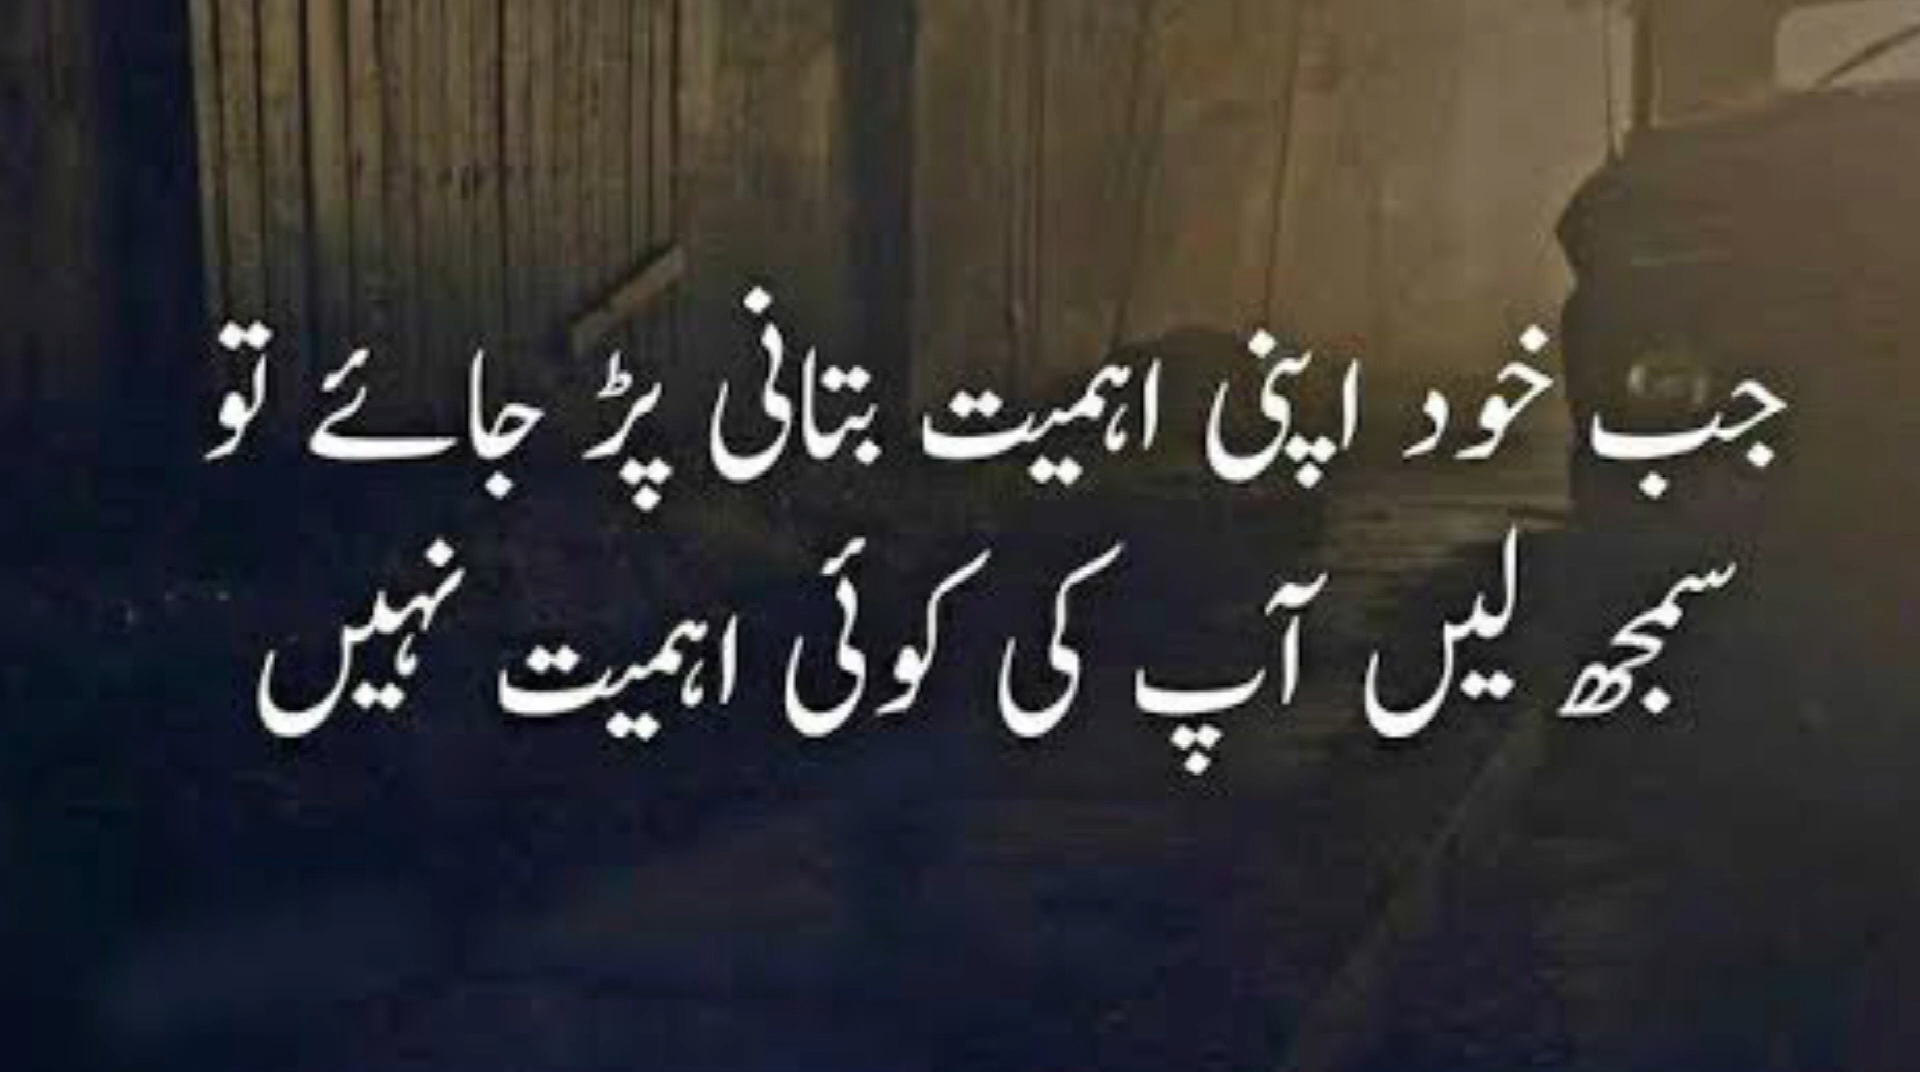 جب خود اپنی اہمیت بتانی پڑ جائے تو
سمجھ لیں آپ کی کوئی اہمیت نہیں